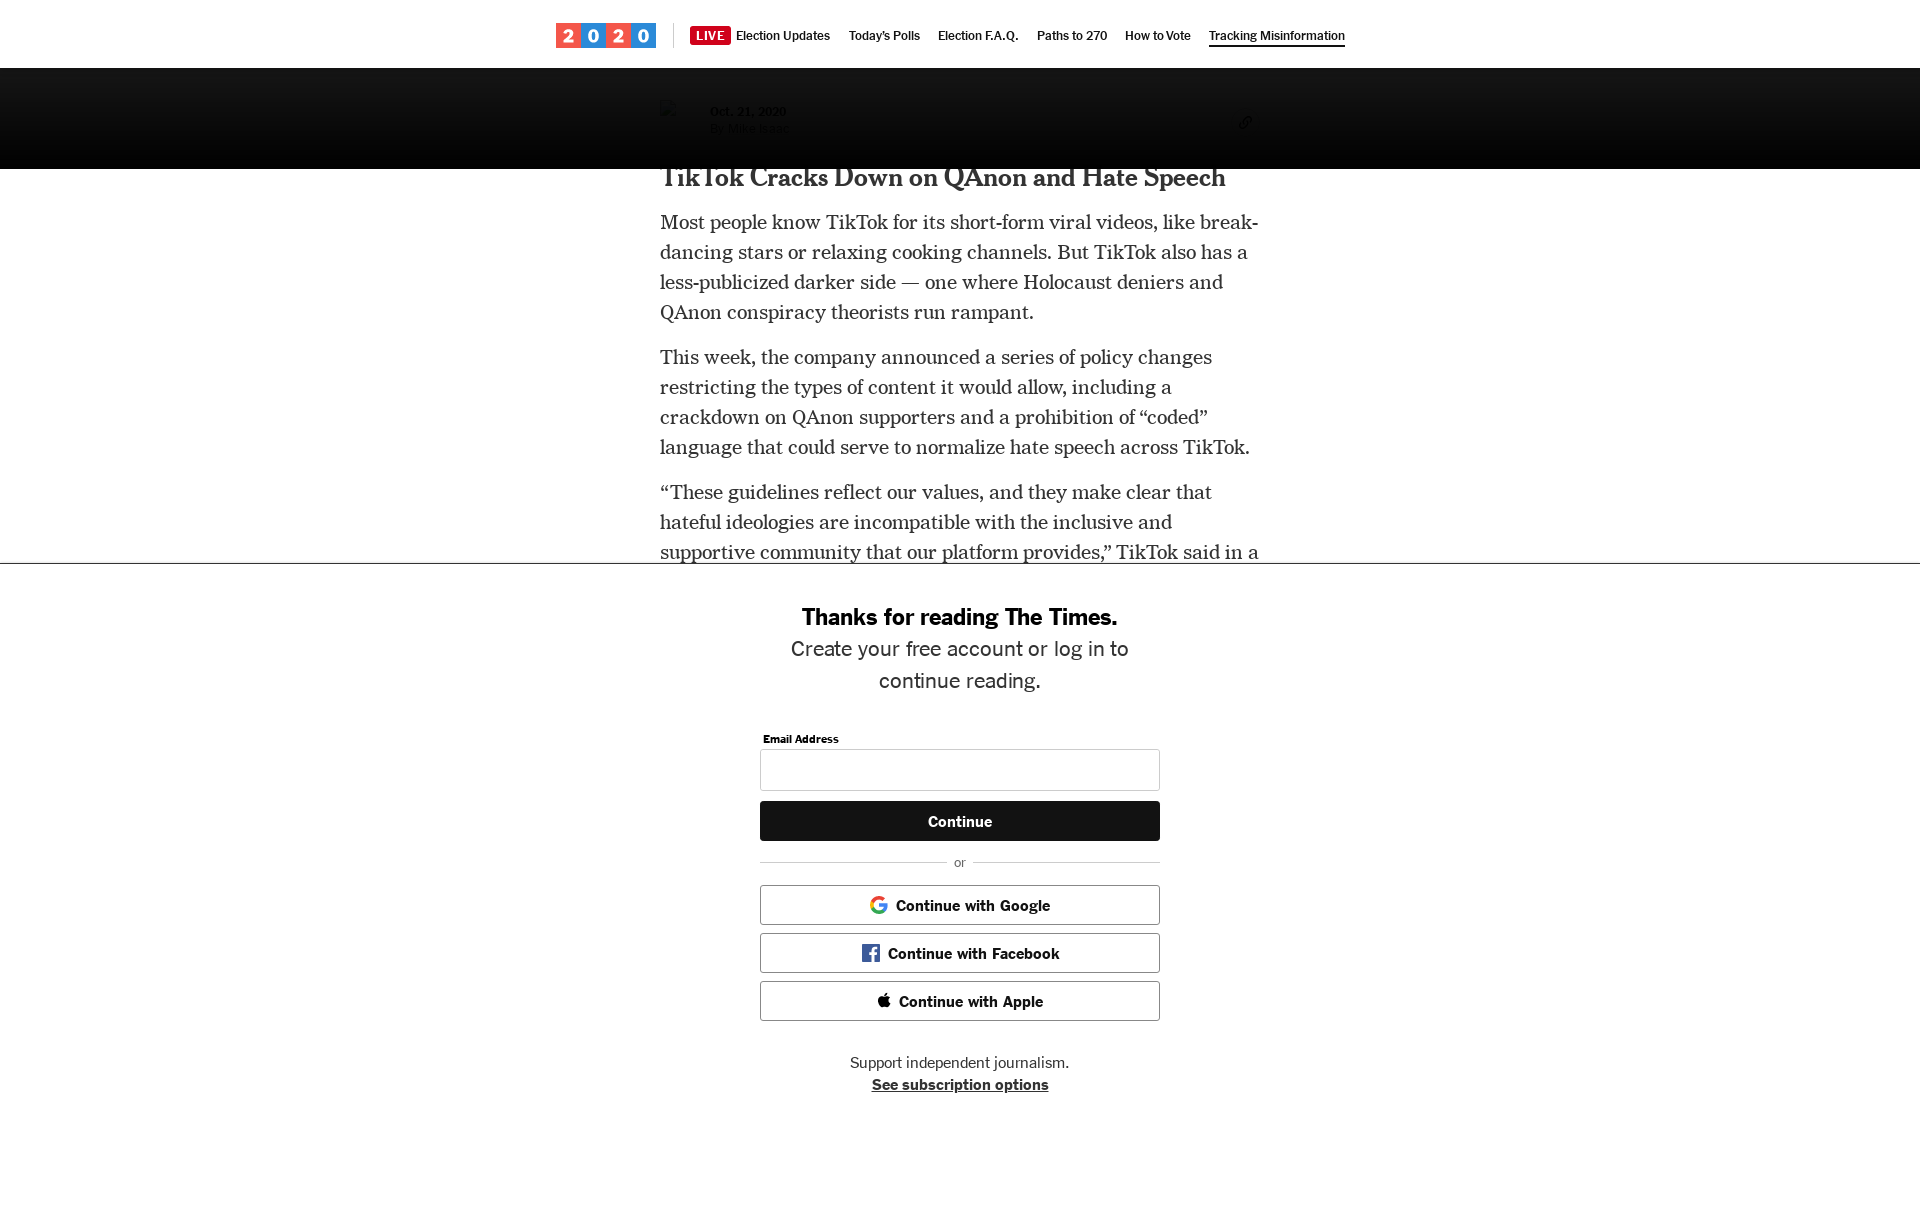 2020
LIVE Election Updates Today's Polls Election F.A.Q. Paths to 270 How to Vote Tracking Misinformation
Oct. 21, 2020
By Mike Isaac
TikTok Cracks Down on QAnon and Hate Speech
Most people know TikTok for its short-form viral videos, like break-
dancing stars or relaxing cooking channels. But TikTok also has a
less-publicized darker side — one where Holocaust deniers and
QAnon conspiracy theorists run rampant.
This week, the company announced a series of policy changes
restricting the types of content it would allow, including a
crackdown on QAnon supporters and a prohibition of “coded”
language that could serve to normalize hate speech across TikTok.
“These guidelines reflect our values, and they make clear that
hateful ideologies are incompatible with the inclusive and
supportive community that our platform provides,” TikTok said in a
Thanks for reading The Times.
Create your free account or log in to
continue reading.
Email Address
Continue
or
Continue with Google
Continue with Facebook
Continue with Apple
Support independent journalism.
See subscription options